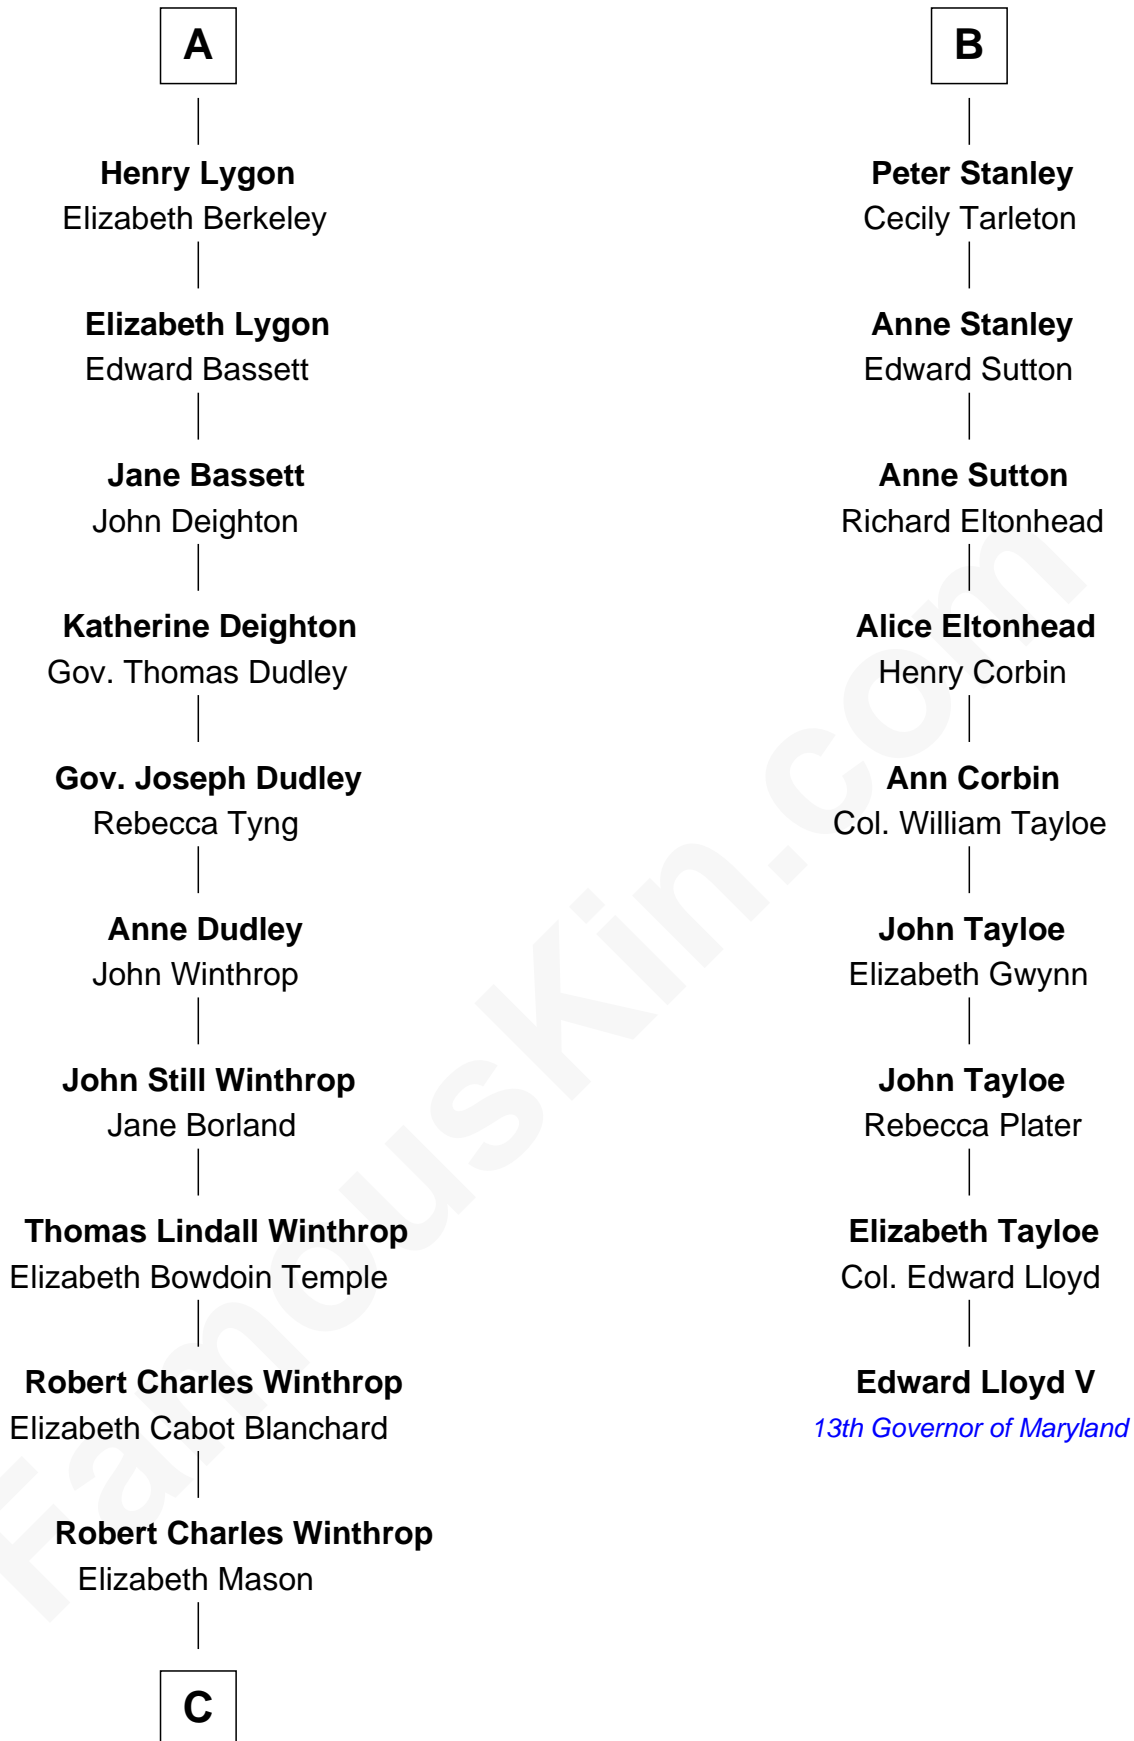 A
Henry Lygon
Elizabeth Berkeley
Elizabeth Lygon
Edward Bassett
Jane Bassett
John Deighton
Katherine Deighton
Gov. Thomas Dudley
Gov. Joseph Dudley
Rebecca Tyng
Anne Dudley
John Winthrop
John Still Winthrop
Jane Borland
Thomas Lindall Winthrop
Elizabeth Bowdoin Temple
Robert Charles Winthrop
Elizabeth Cabot Blanchard
Robert Charles Winthrop
Elizabeth Mason
C
B
Peter Stanley
Cecily Tarleton
Anne Stanley
Edward Sutton
Anne Sutton
Richard Eltonhead
Alice Eltonhead
Henry Corbin
Ann Corbin
Col. William Tayloe
John Tayloe
Elizabeth Gwynn
John Tayloe
Rebecca Plater
Elizabeth Tayloe
Col. Edward Lloyd
Edward Lloyd V
13th Governor of Maryland
FamousKin.com